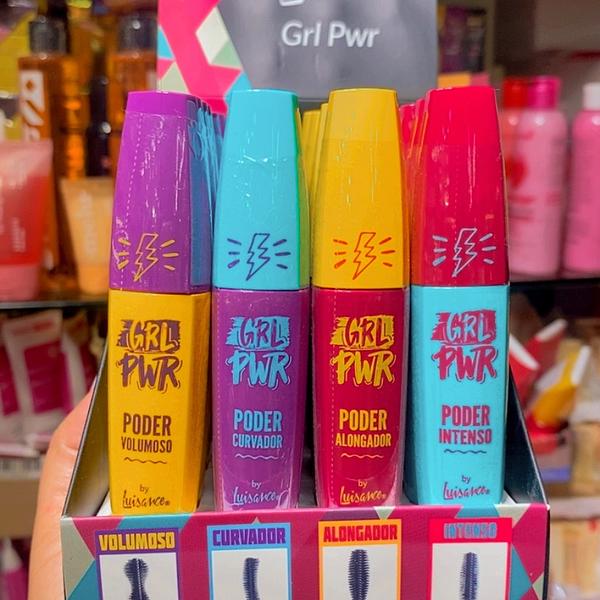 Grl Pwr
GRL
PWR
PODER
VOLUMOSO
by
Luisance®
GRL
PWR
PODER
CURVADOR
by
Luisance®
GRL
PWR
PODER
ALONGADOR
by
Luisance®
GRL
PWR
PODER
INTENSO
by
Luisance®
VOLUMOSO
CURVADOR
ALONGADOR
INTENSO